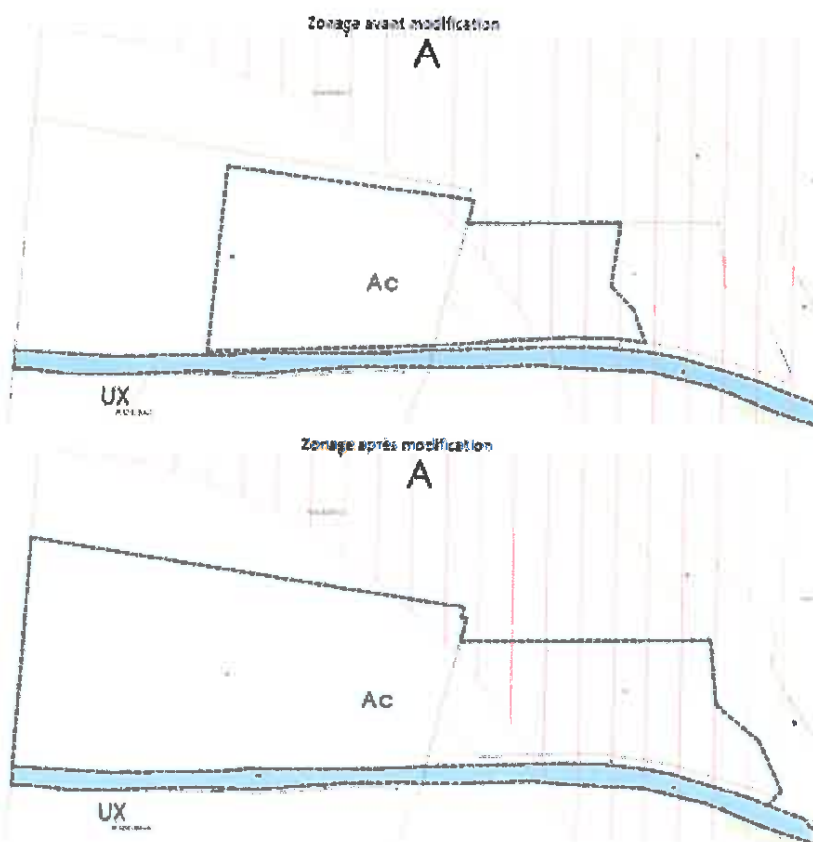 Zonage avant modification
A
Ac
UX
Zonage après modification
A
Ac
UX